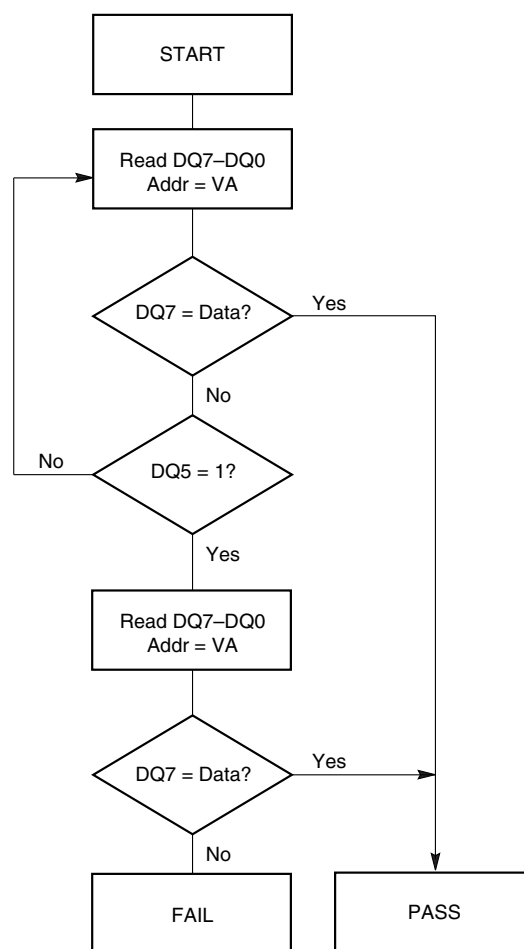 START
Read DQ7–DQ0
Addr = VA
DQ7 = Data?
Yes
No
DQ5 = 1?
No
Yes
Read DQ7–DQ0
Addr = VA
DQ7 = Data?
Yes
No
FAIL
PASS